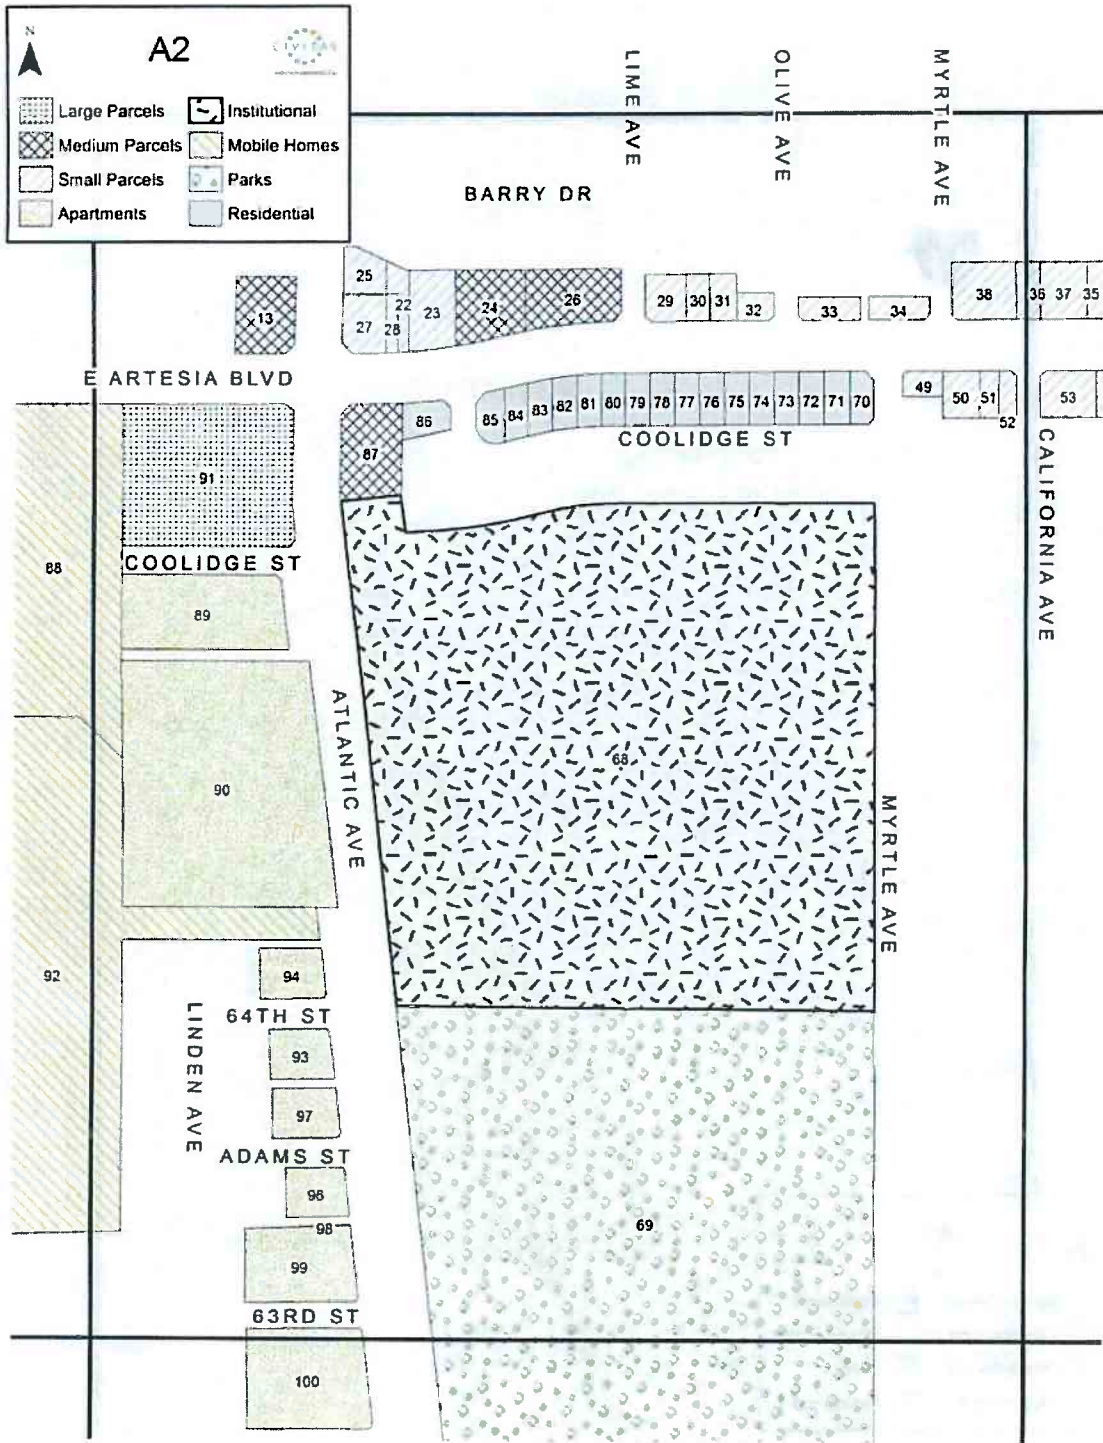 N
A2
CIVITAS
Large Parcels
Institutional
Medium Parcels
Mobile Homes
Small Parcels
Parks
Apartments
Residential
LIME AVE
OLIVE AVE
MYRTLE AVE
BARRY DR
25
22
23
24
26
27
28
13
29
30
31
32
33
34
38
36
37
35
E ARTESIA BLVD
86
85
84
83
82
81
80
79
78
77
76
75
74
73
72
71
70
49
50
51
52
53
COOLIDGE ST
87
91
CALIFORNIA AVE
88
COOLIDGE ST
89
ATLANTIC AVE
90
68
MYRTLE AVE
92
94
64TH ST
LINDEN AVE
93
97
ADAMS ST
96
98
99
69
63RD ST
100